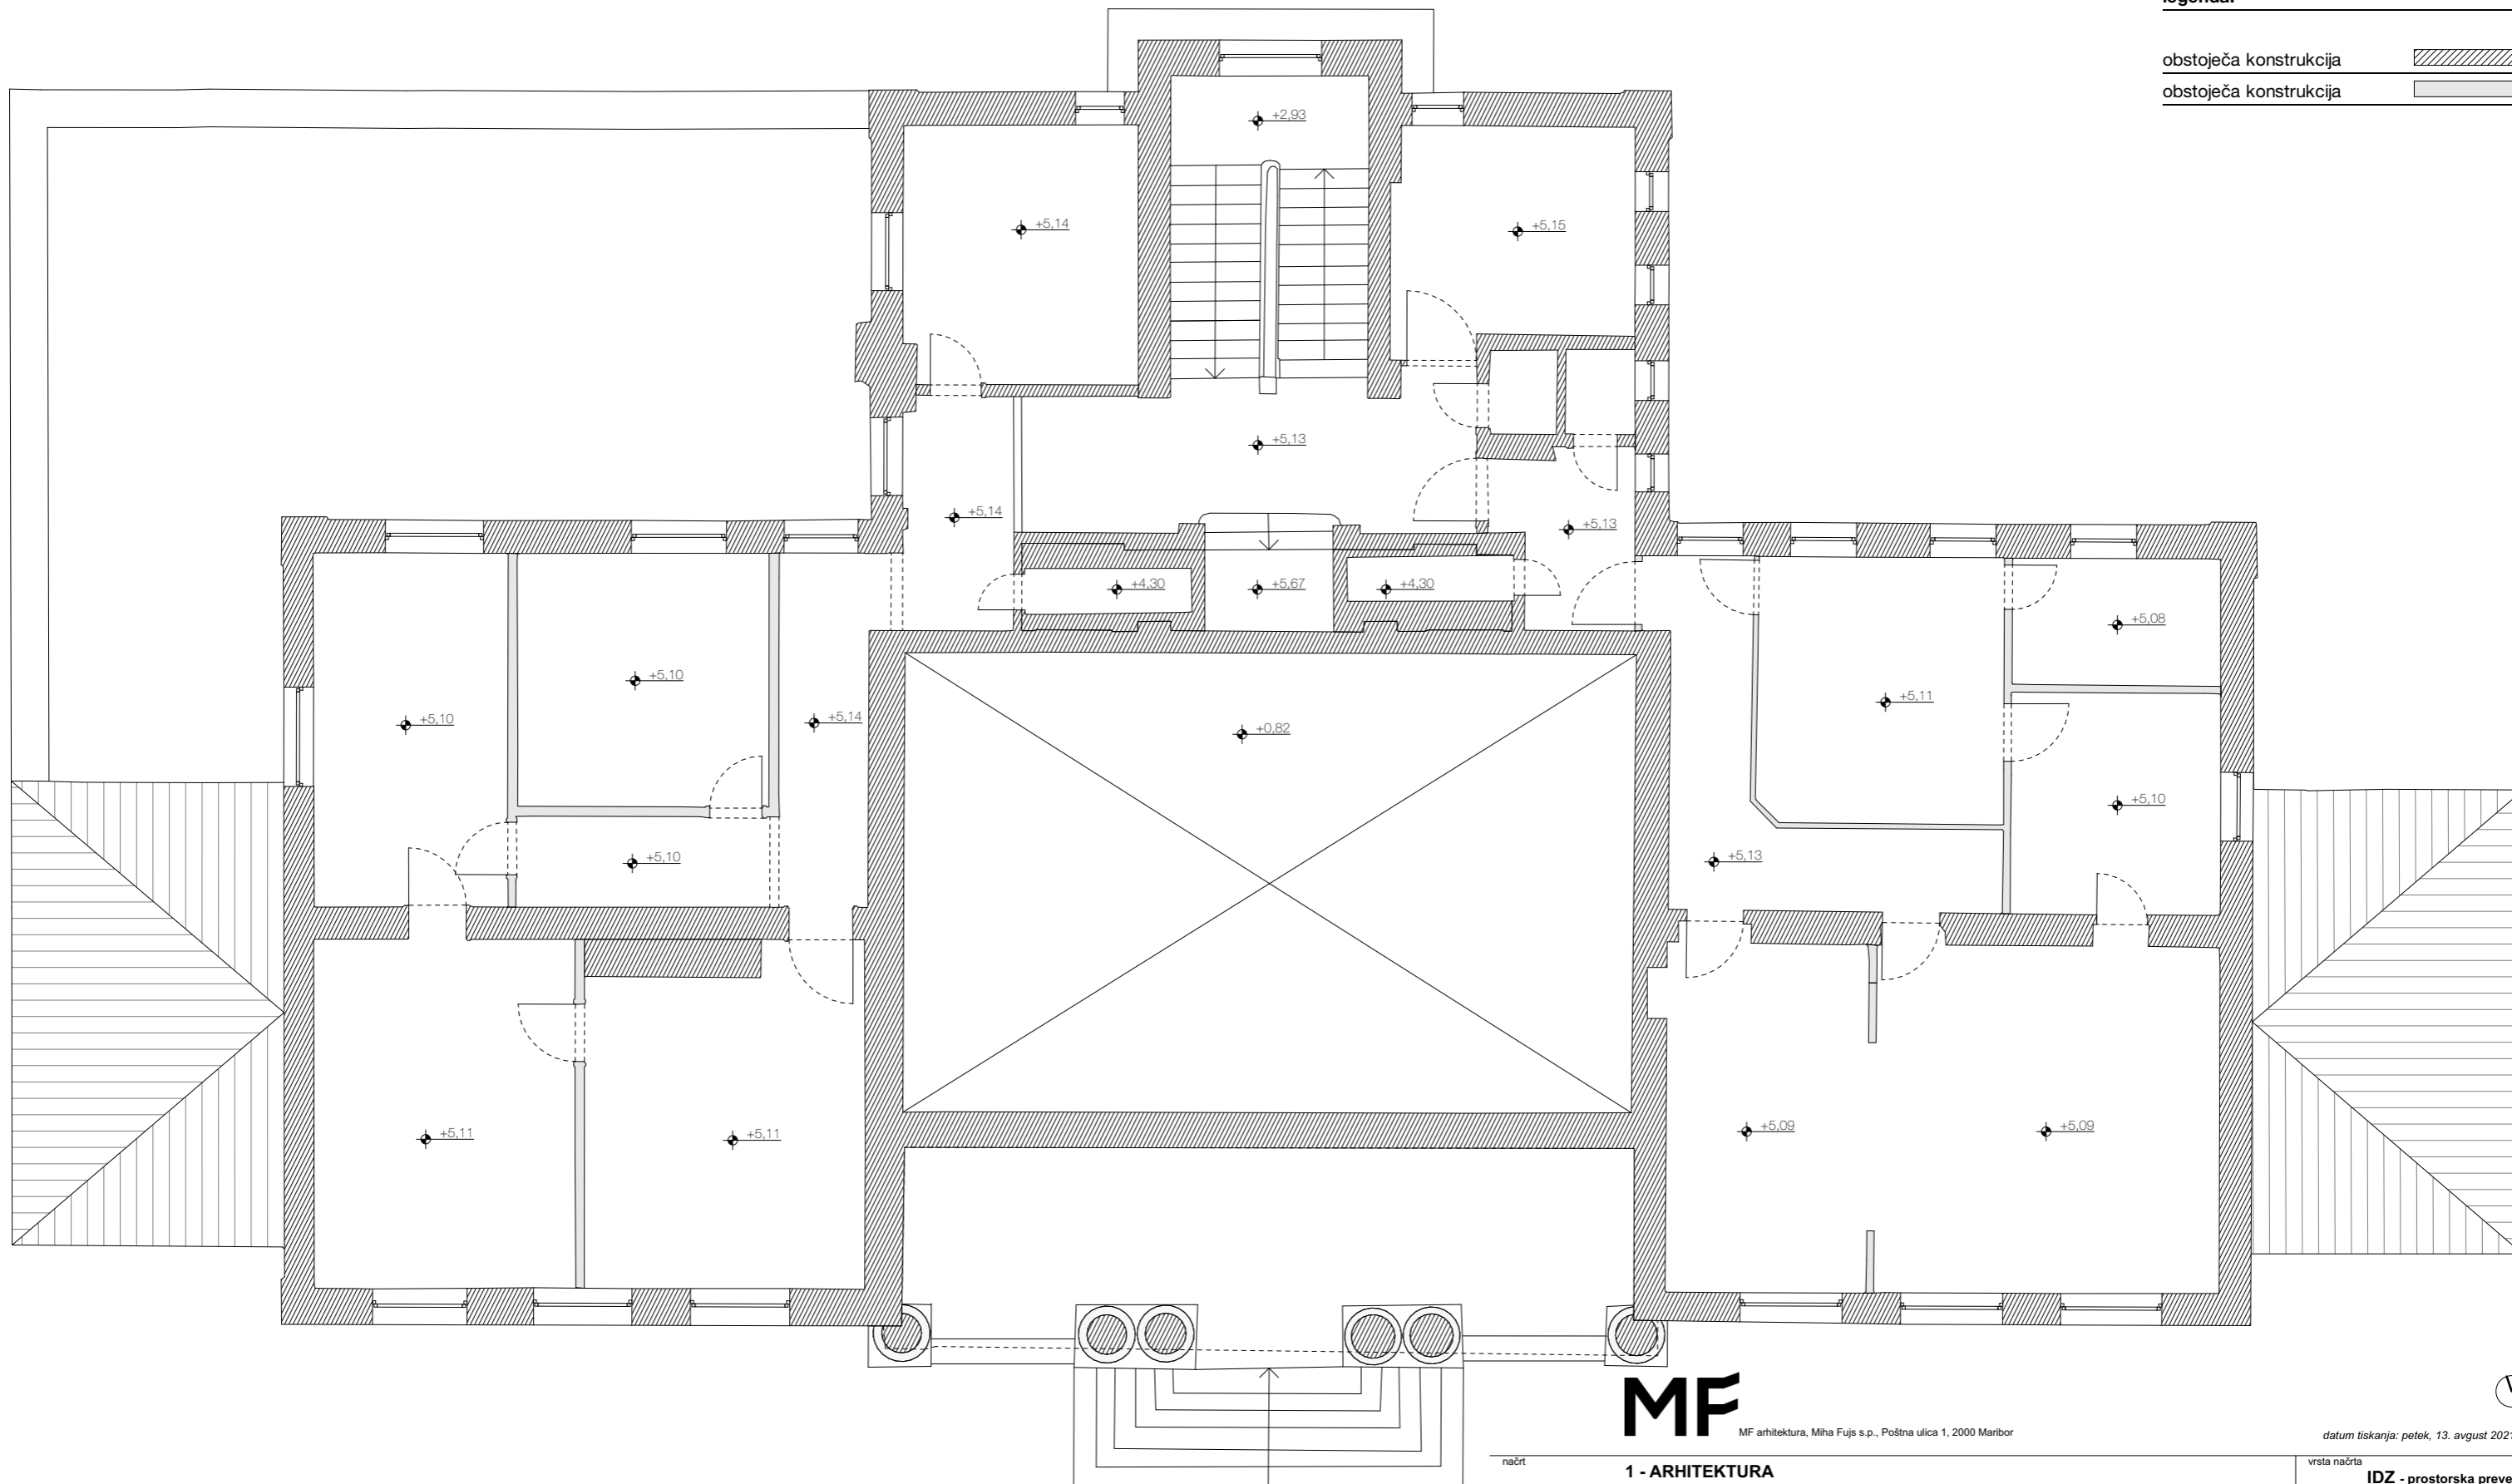 legenda:
obstoječa konstrukcija
obstoječa konstrukcija
+2,93
+5,14
+5,15
+5,13
+5,14
+5,13
+4,30
+5,67
+4,30
+5,08
+5,10
+5,11
+5,10
+5,14
+0,82
+5,10
+5,10
+5,13
+5,11
+5,11
+5,09
+5,09
MF
MF arhitektura, Miha Fujs s.p., Poštna ulica 1, 2000 Maribor
datum tiskanja: petek, 13. avgust 2021
načrt
1 - ARHITEKTURA
vrsta načrta
IDZ - prostorska preve